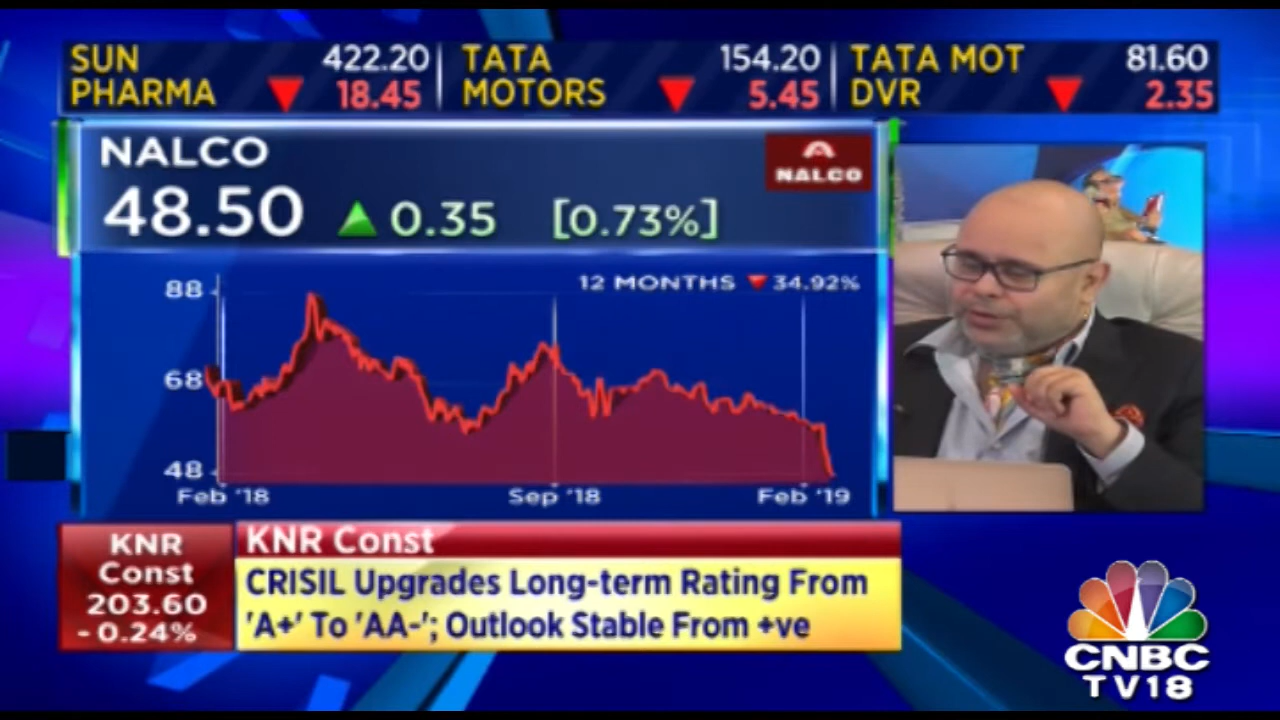 SUN PHARMA
422.20
▼ 18.45
TATA MOTORS
154.20
▼ 5.45
TATA MOT DVR
81.60
▼ 2.35
NALCO
48.50 ▲ 0.35 [0.73%]
NALCO
12 MONTHS ▼ 34.92%
88
68
48
Feb '18
Sep '18
Feb '19
KNR
Const
203.60
- 0.24%
KNR Const
CRISIL Upgrades Long-term Rating From
'A+' To 'AA-'; Outlook Stable From +ve
CNBC
TV18